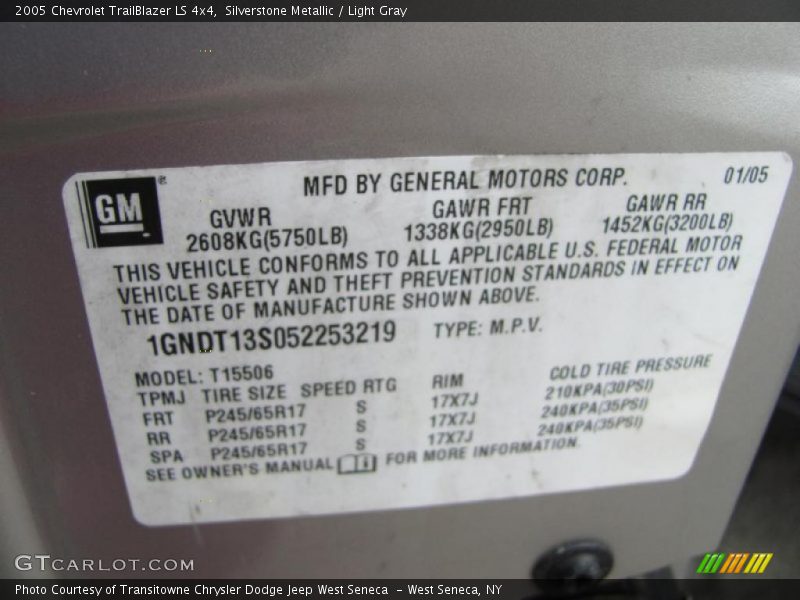 2005 Chevrolet TrailBlazer LS 4x4, Silverstone Metallic / Light Gray
GM®
MFD BY GENERAL MOTORS CORP. 01/05
GVWR GAWR FRT GAWR RR
2608KG(5750LB) 1338KG(2950LB) 1452KG(3200LB)
THIS VEHICLE CONFORMS TO ALL APPLICABLE U.S. FEDERAL MOTOR
VEHICLE SAFETY AND THEFT PREVENTION STANDARDS IN EFFECT ON
THE DATE OF MANUFACTURE SHOWN ABOVE.
1GNDT13S052253219 TYPE: M.P.V.
MODEL: T15506
TPMJ TIRE SIZE SPEED RTG RIM COLD TIRE PRESSURE
FRT P245/65R17 S 17X7J 210KPA(30PSI)
RR P245/65R17 S 17X7J 240KPA(35PSI)
SPA P245/65R17 S 17X7J 240KPA(35PSI)
SEE OWNER'S MANUAL FOR MORE INFORMATION.
GTCARLOT.COM
Photo Courtesy of Transitowne Chrysler Dodge Jeep West Seneca - West Seneca, NY